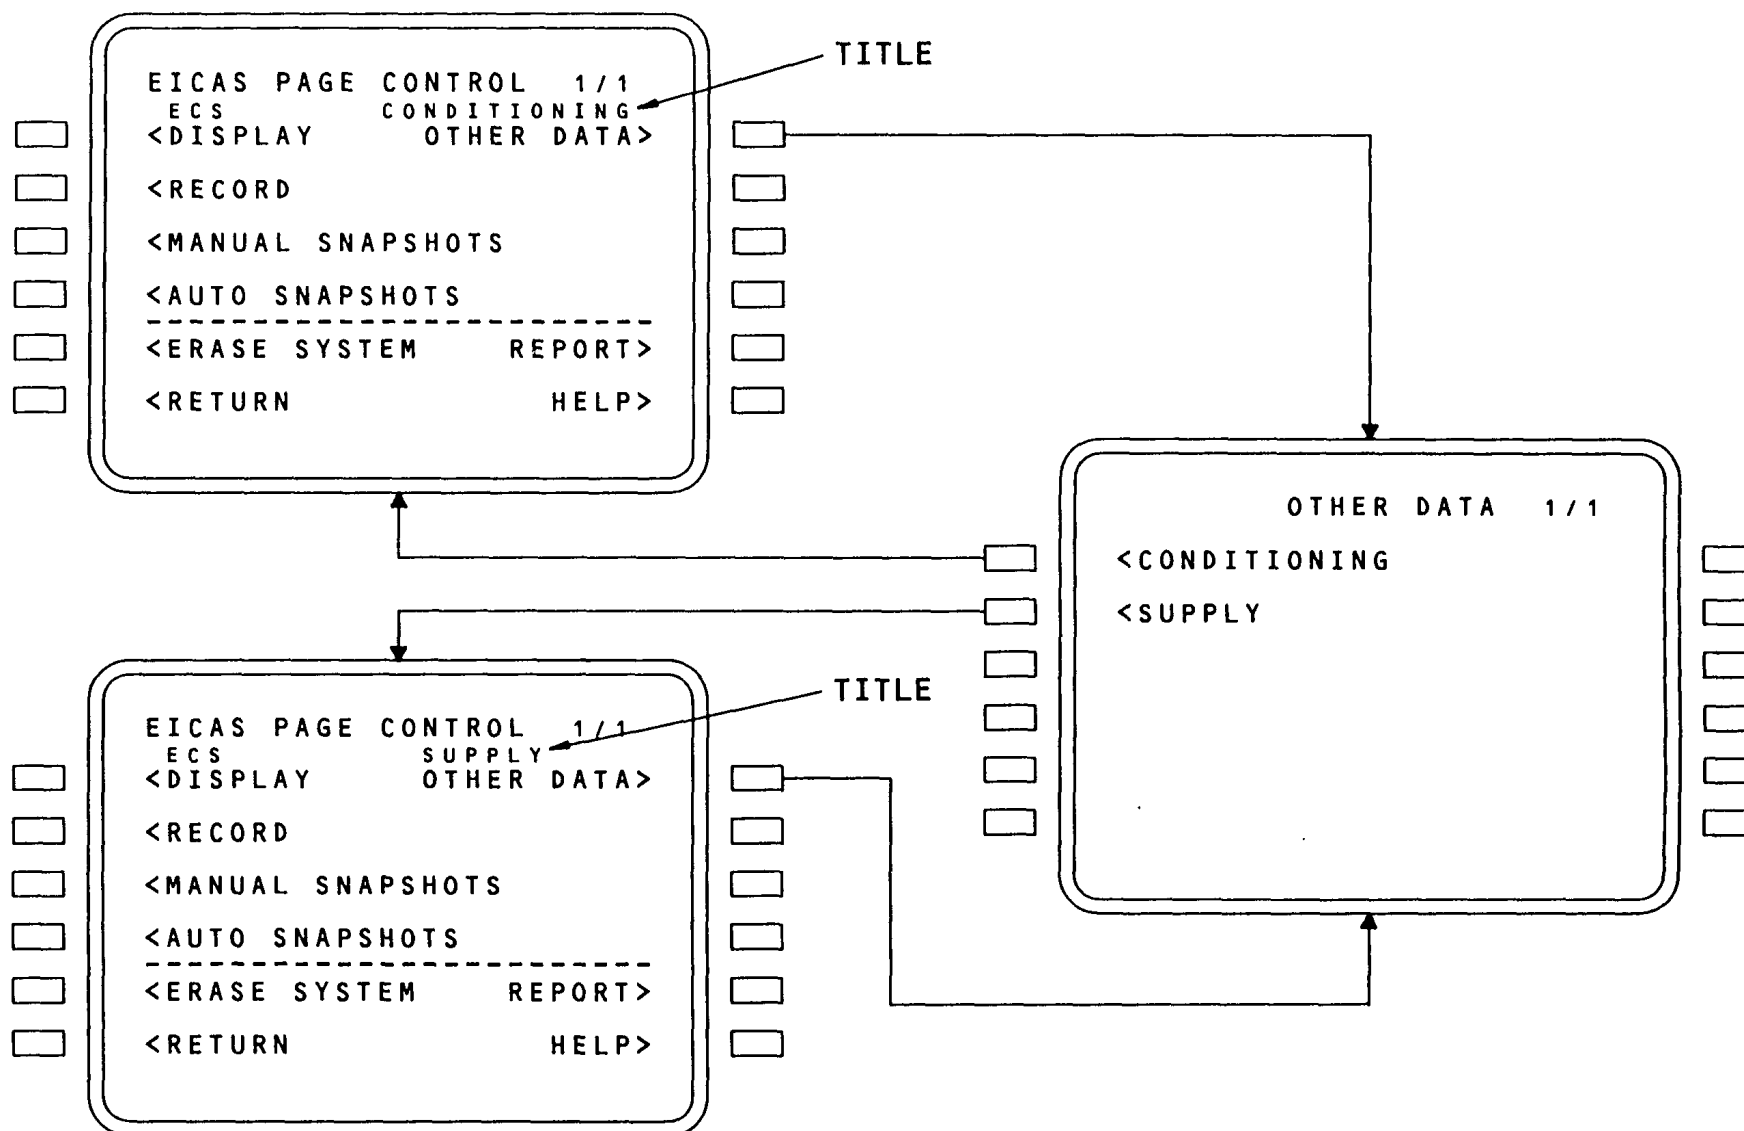 TITLE
EICAS PAGE CONTROL 1/1
ECS CONDITIONING
<DISPLAY OTHER DATA>
<RECORD
<MANUAL SNAPSHOTS
<AUTO SNAPSHOTS
<ERASE SYSTEM REPORT>
<RETURN HELP>
OTHER DATA 1/1
<CONDITIONING
<SUPPLY
TITLE
EICAS PAGE CONTROL 1/1
ECS SUPPLY
<DISPLAY OTHER DATA>
<RECORD
<MANUAL SNAPSHOTS
<AUTO SNAPSHOTS
<ERASE SYSTEM REPORT>
<RETURN HELP>